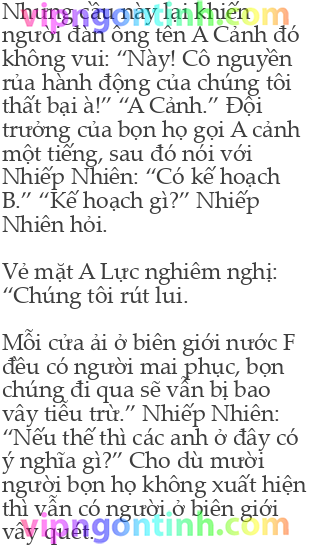 Nhưng cầu này lại khiến
vipngontinh.com
người đàn ông tên A Cảnh đó
không vui: “Này! Cô nguyền
rủa hành động của chúng tôi
thất bại à!” “A Cảnh.” Đội
trưởng của bọn họ gọi A cảnh
một tiếng, sau đó nói với
Nhiếp Nhiên: “Có kế hoạch
B.” “Kế hoạch gì?” Nhiếp
Nhiên hỏi.
Vẻ mặt A Lực nghiêm nghị:
“Chúng tôi rút lui.
Mỗi cửa ải ở biên giới nước F
đều có người mai phục, bọn
chúng đi qua sẽ vẫn bị bao
vây tiễu trừ.” Nhiếp Nhiên:
“Nếu thế thì các anh ở đây có
ý nghĩa gì?” Cho dù mười
người bọn họ không xuất hiện
thì vẫn có người ở biên giới
vây quét.
vipngontinh.com